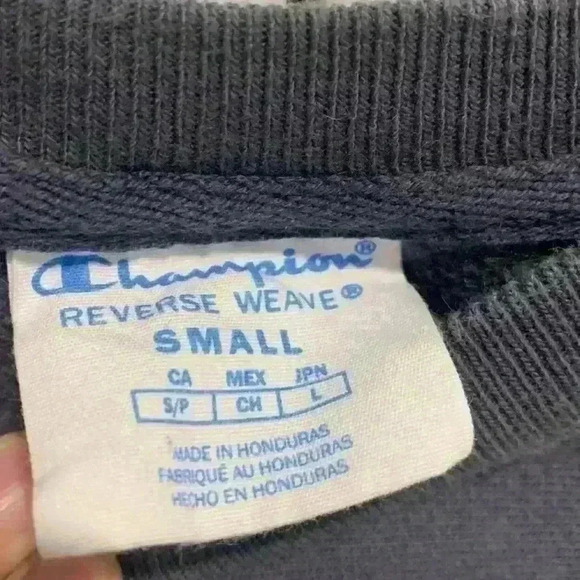 Champion®
REVERSE WEAVE®
SMALL
CA MEX JPN
S/P CH L
MADE IN HONDURAS
FABRIQUÉ AU HONDURAS
HECHO EN HONDURAS